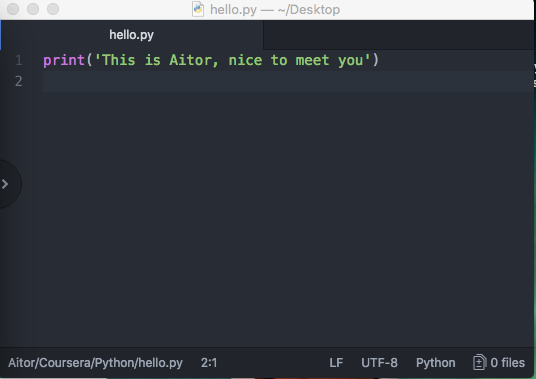 hello.py — ~/Desktop
hello.py
1 print('This is Aitor, nice to meet you')
2
Aitor/Coursera/Python/hello.py 2:1 LF UTF-8 Python 0 files